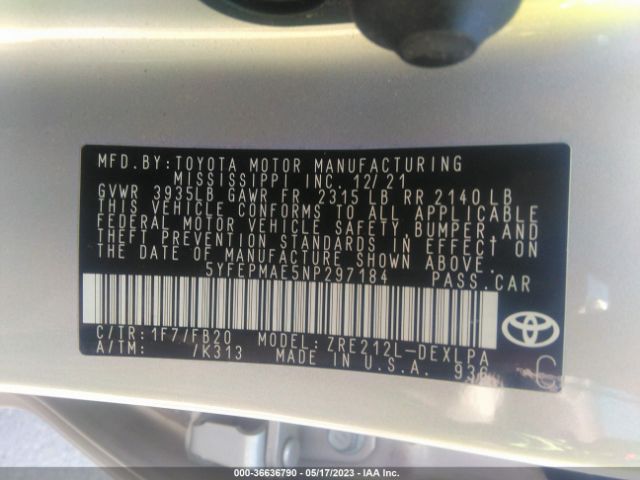 MFD.BY:TOYOTA MOTOR MANUFACTURING
MISSISSIPPI INC. 12/21
GVWR 3935LB GAWR FR 2315 LB RR 2140 LB
THIS VEHICLE CONFORMS TO ALL APPLICABLE
FEDERAL MOTOR VEHICLE SAFETY, BUMPER, AND
THEFT PREVENTION STANDARDS IN EFFECT ON
THE DATE OF MANUFACTURE SHOWN ABOVE.
5YFEPMAE5NP297184 PASS.CAR
C/TR: 1F7/FB20 MODEL: ZRE212L-DEXLPA
A/TM: /K313 MADE IN U.S.A. 936
C
000-36636790 - 05/17/2023 - IAA Inc.